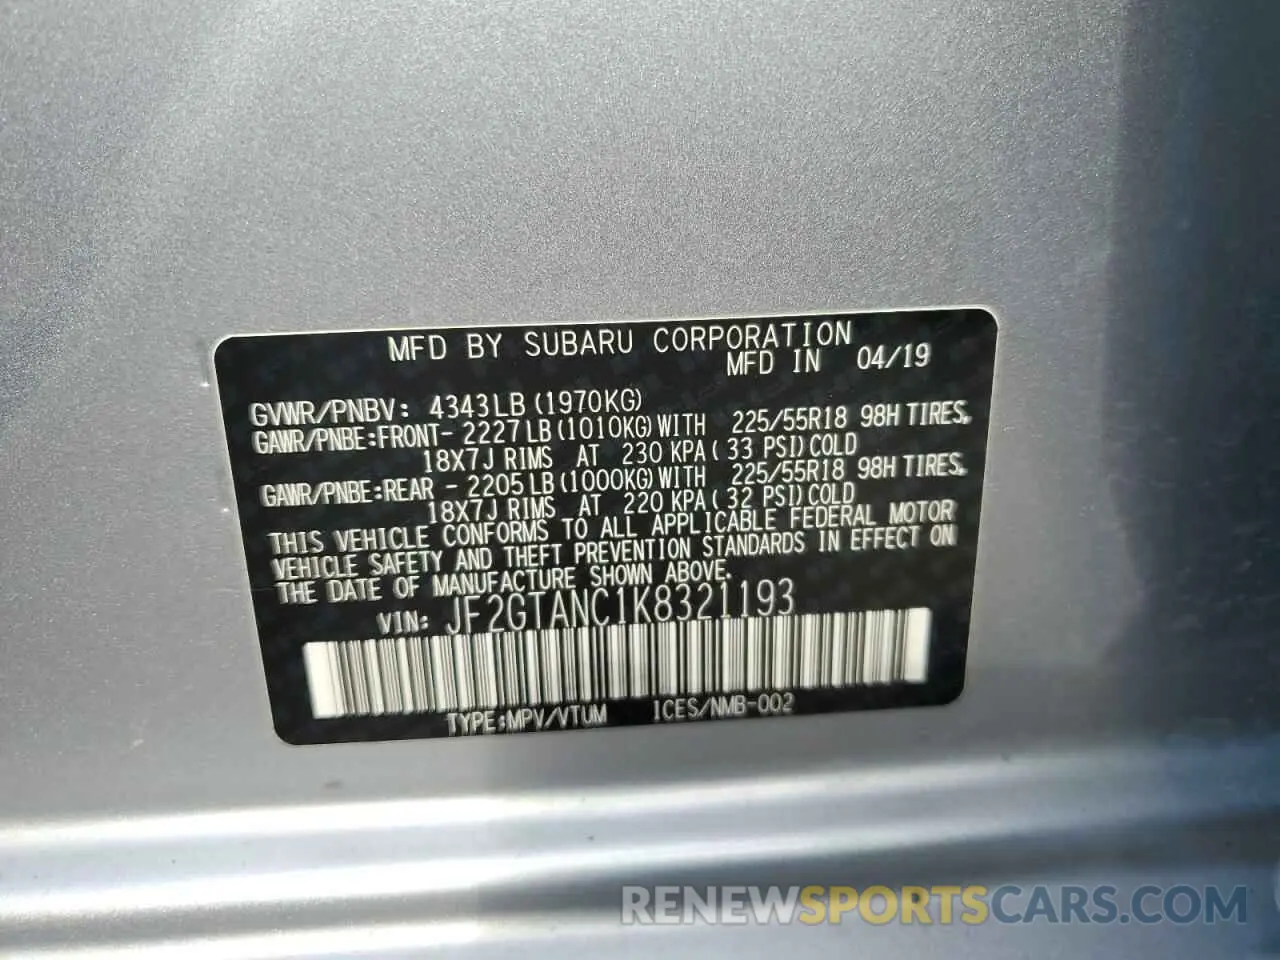 MFD BY SUBARU CORPORATION
MFD IN 04/19
GVWR/PNBV: 4343LB(1970KG)
GAWR/PNBE:FRONT- 2227LB(1010KG)WITH 225/55R18 98H TIRES,
18X7J RIMS AT 230 KPA( 33 PSI)COLD
GAWR/PNBE:REAR - 2205LB(1000KG)WITH 225/55R18 98H TIRES,
18X7J RIMS AT 220 KPA( 32 PSI)COLD
THIS VEHICLE CONFORMS TO ALL APPLICABLE FEDERAL MOTOR
VEHICLE SAFETY AND THEFT PREVENTION STANDARDS IN EFFECT ON
THE DATE OF MANUFACTURE SHOWN ABOVE.
VIN: JF2GTANC1K8321193
TYPE:MPV/VTUM ICES/NMB-002
RENEWSPORTSCARS.COM